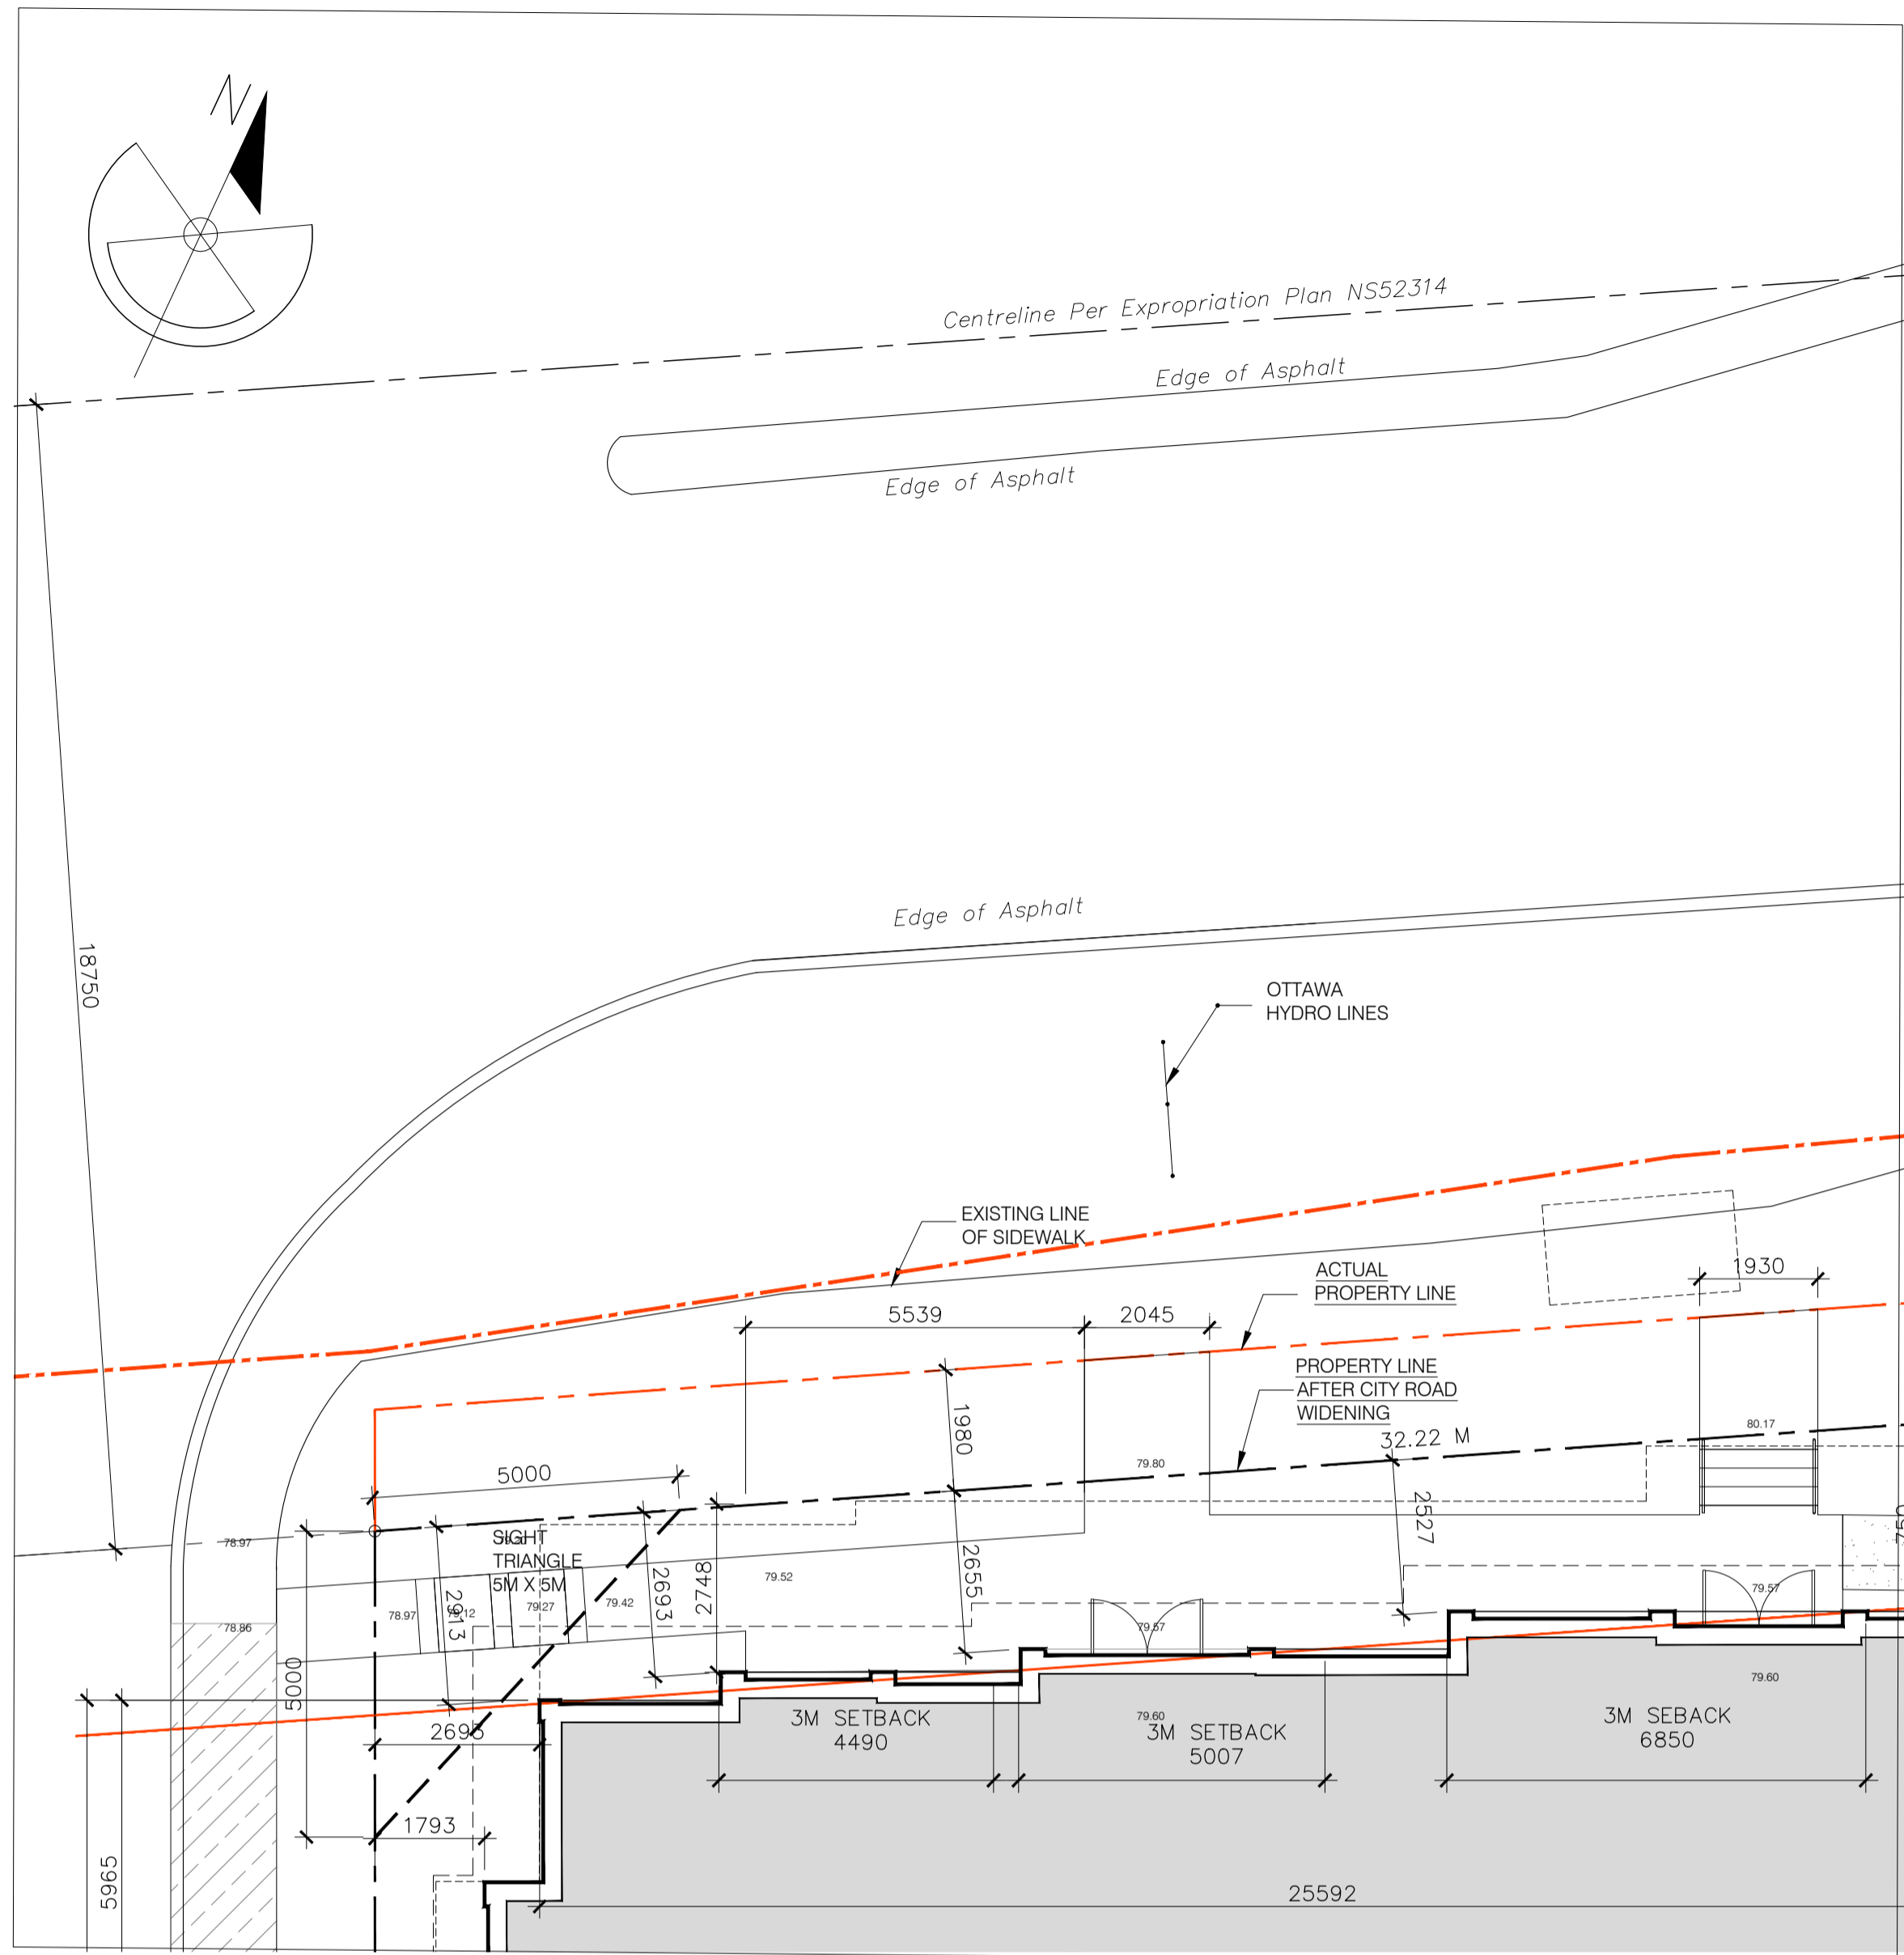 N
Centreline Per Expropriation Plan NS52314
Edge of Asphalt
Edge of Asphalt
18750
Edge of Asphalt
OTTAWA
HYDRO LINES
EXISTING LINE
OF SIDEWALK
ACTUAL
PROPERTY LINE
1930
5539
2045
PROPERTY LINE
AFTER CITY ROAD
WIDENING
1980
32.22 M
80.17
79.80
5000
2527
78.97
SIGHT
TRIANGLE
5M X 5M
2913
2693
2748
2655
79.52
78.97
79.12
79.27
79.42
79.57
79.57
78.86
5000
2695
3M SETBACK
4490
79.60
3M SETBACK
5007
79.60
3M SEBACK
6850
1793
5965
25592